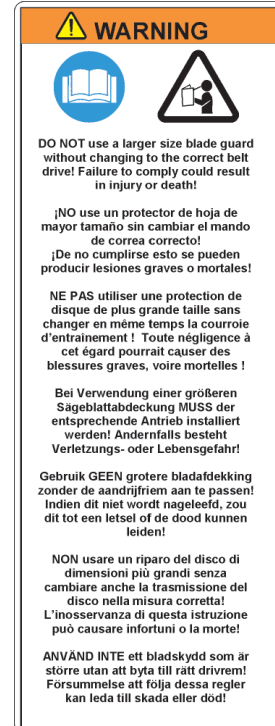 WARNING
DO NOT use a larger size blade guard
without changing to the correct belt
drive! Failure to comply could result
in injury or death!
¡NO use un protector de hoja de
mayor tamaño sin cambiar el mando
de correa correcto!
¡De no cumplirse esto se pueden
producir lesiones graves o mortales!
NE PAS utiliser une protection de
disque de plus grande taille sans
changer en même temps la courroie
d'entraînement ! Toute négligence à
cet égard pourrait causer des
blessures graves, voire mortelles !
Bei Verwendung einer größeren
Sägeblattabdeckung MUSS der
entsprechende Antrieb installiert
werden! Andernfalls besteht
Verletzungs- oder Lebensgefahr!
Gebruik GEEN grotere bladafdekking
zonder de aandrijfriem aan te passen!
Indien dit niet wordt nageleefd, zou
dit tot een letsel of de dood kunnen
leiden!
NON usare un riparo del disco di
dimensioni più grandi senza
cambiare anche la trasmissione del
disco nella misura corretta!
L'inosservanza di questa istruzione
può causare infortuni o la morte!
ANVÄND INTE ett bladskydd som är
större utan att byta till rätt drivrem!
Försummelse att följa dessa regler
kan leda till skada eller död!